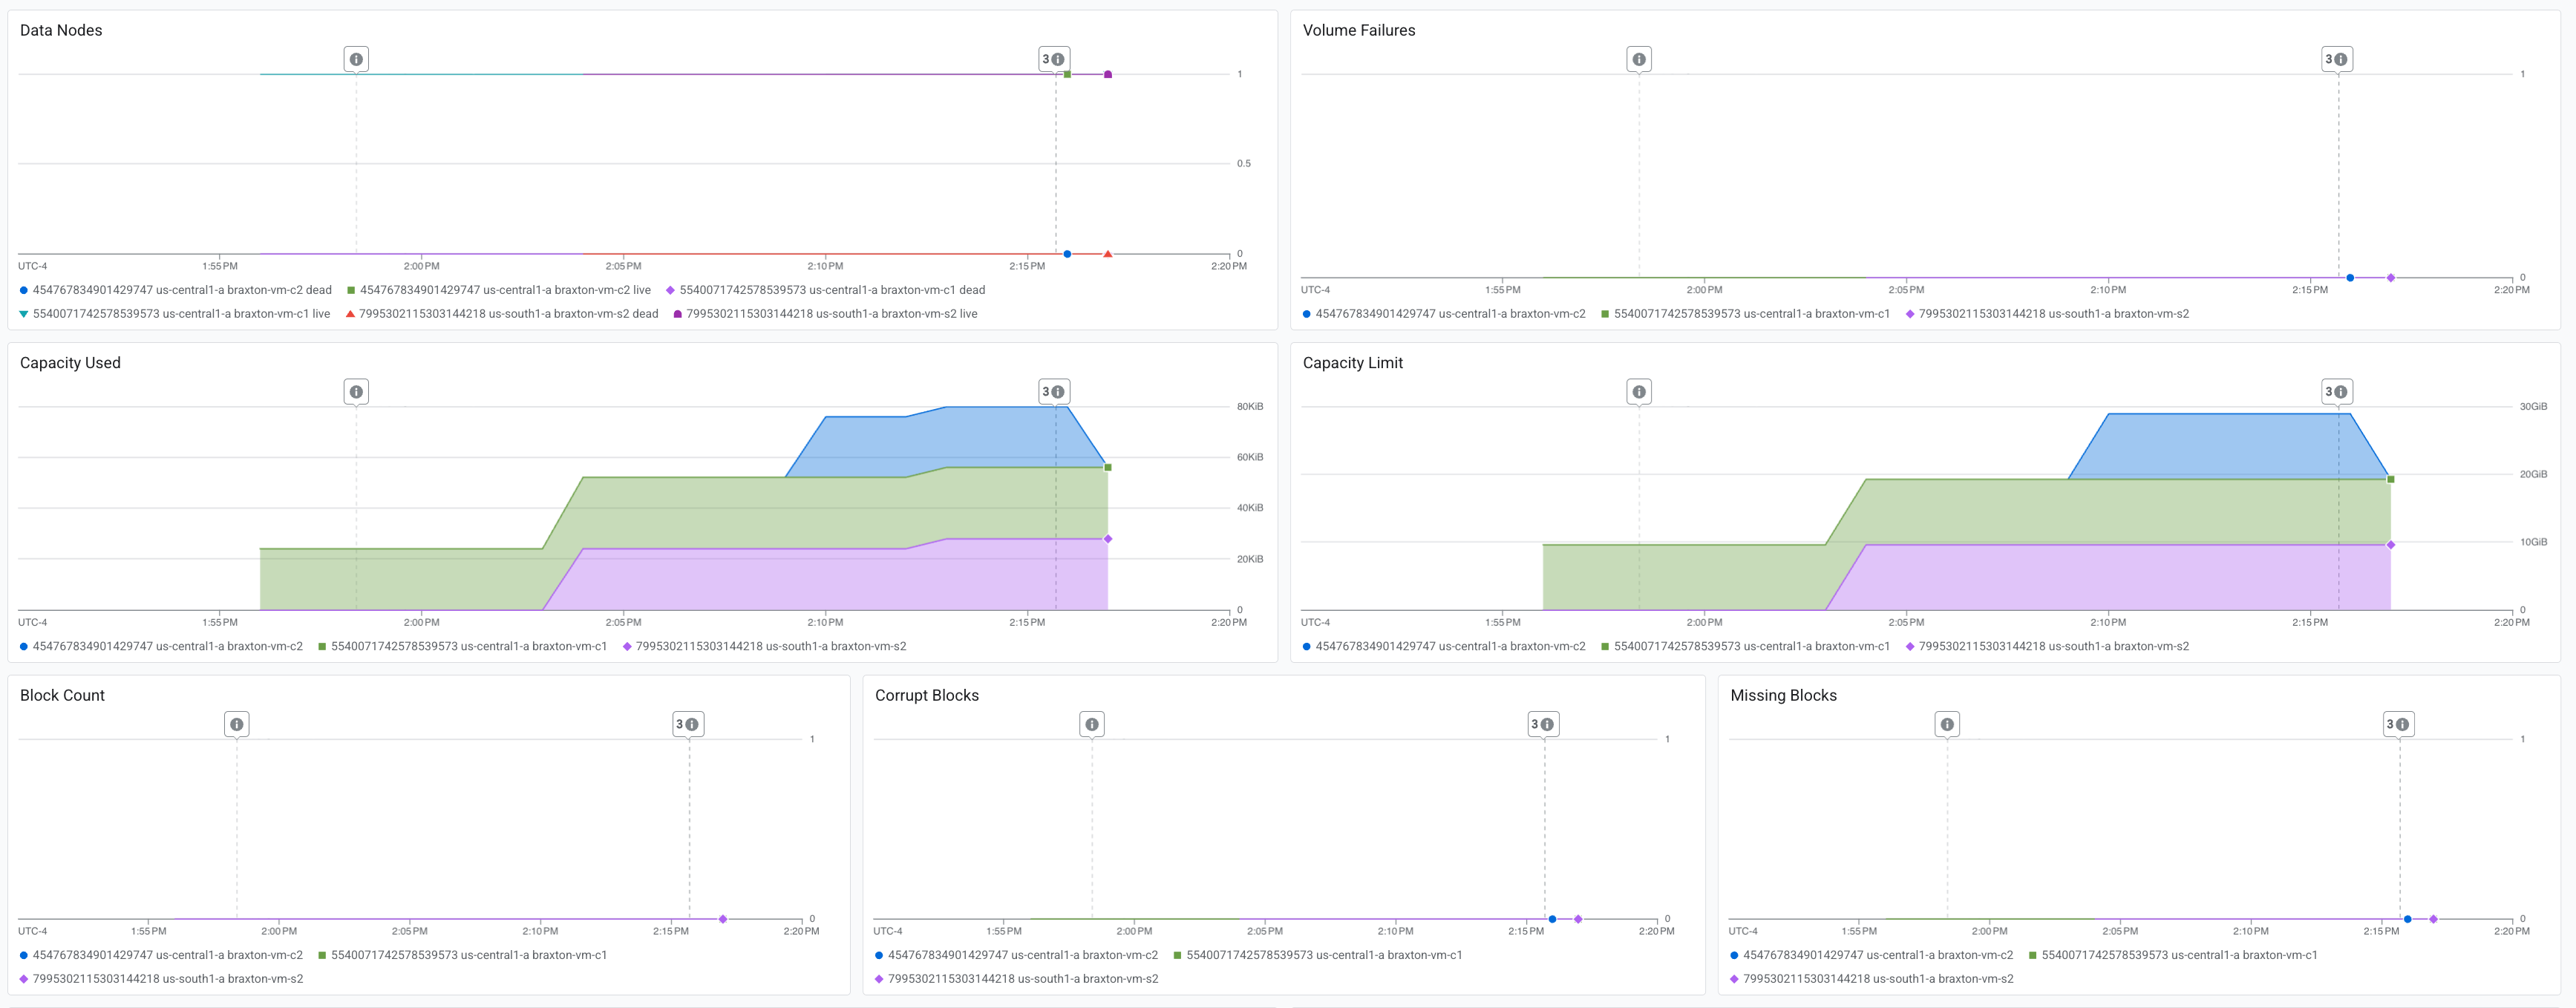 Data Nodes
3
1
0.5
0
UTC-4 1:55 PM 2:00 PM 2:05 PM 2:10 PM 2:15 PM 2:20 PM
454767834901429747 us-central1-a braxton-vm-c2 dead 454767834901429747 us-central1-a braxton-vm-c2 live 5540071742578539573 us-central1-a braxton-vm-c1 dead
5540071742578539573 us-central1-a braxton-vm-c1 live 7995302115303144218 us-south1-a braxton-vm-s2 dead 7995302115303144218 us-south1-a braxton-vm-s2 live
Volume Failures
3
1
0
UTC-4 1:55 PM 2:00 PM 2:05 PM 2:10 PM 2:15 PM 2:20 PM
454767834901429747 us-central1-a braxton-vm-c2 5540071742578539573 us-central1-a braxton-vm-c1 7995302115303144218 us-south1-a braxton-vm-s2
Capacity Used
3
80KiB
60KiB
40KiB
20KiB
0
UTC-4 1:55 PM 2:00 PM 2:05 PM 2:10 PM 2:15 PM 2:20 PM
454767834901429747 us-central1-a braxton-vm-c2 5540071742578539573 us-central1-a braxton-vm-c1 7995302115303144218 us-south1-a braxton-vm-s2
Capacity Limit
3
30GiB
20GiB
10GiB
0
UTC-4 1:55 PM 2:00 PM 2:05 PM 2:10 PM 2:15 PM 2:20 PM
454767834901429747 us-central1-a braxton-vm-c2 5540071742578539573 us-central1-a braxton-vm-c1 7995302115303144218 us-south1-a braxton-vm-s2
Block Count
3
1
0
UTC-4 1:55 PM 2:00 PM 2:05 PM 2:10 PM 2:15 PM 2:20 PM
454767834901429747 us-central1-a braxton-vm-c2 5540071742578539573 us-central1-a braxton-vm-c1
7995302115303144218 us-south1-a braxton-vm-s2
Corrupt Blocks
3
1
0
UTC-4 1:55 PM 2:00 PM 2:05 PM 2:10 PM 2:15 PM 2:20 PM
454767834901429747 us-central1-a braxton-vm-c2 5540071742578539573 us-central1-a braxton-vm-c1
7995302115303144218 us-south1-a braxton-vm-s2
Missing Blocks
3
1
0
UTC-4 1:55 PM 2:00 PM 2:05 PM 2:10 PM 2:15 PM 2:20 PM
454767834901429747 us-central1-a braxton-vm-c2 5540071742578539573 us-central1-a braxton-vm-c1
7995302115303144218 us-south1-a braxton-vm-s2